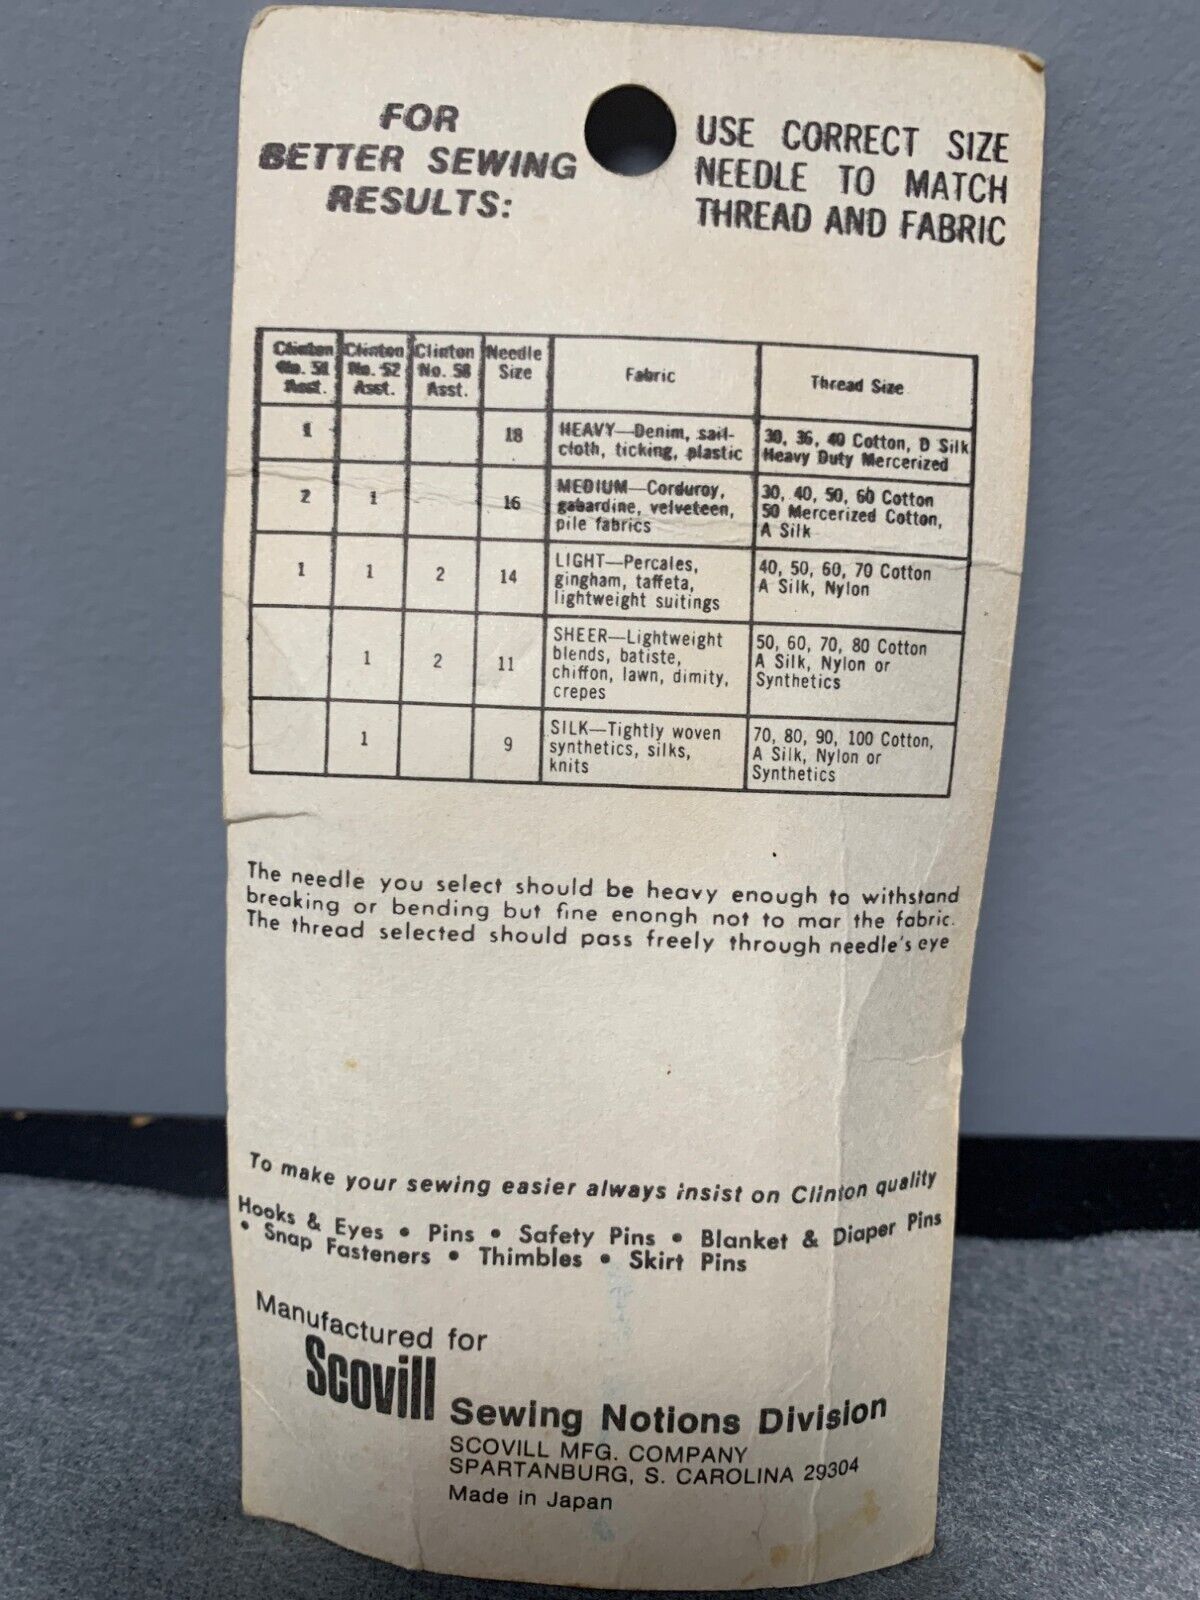 FOR
BETTER SEWING
RESULTS:
USE CORRECT SIZE
NEEDLE TO MATCH
THREAD AND FABRIC
Clinton No. 51 Asst. Clinton No. 52 Asst. Clinton No. 58 Asst. Needle Size Fabric Thread Size
1 18 HEAVY—Denim, sail-
cloth, ticking, plastic
30, 36, 40 Cotton, D Silk
Heavy Duty Mercerized
2 1 16 MEDIUM—Corduroy,
gabardine, velveteen,
pile fabrics
30, 40, 50, 60 Cotton
50 Mercerized Cotton,
A Silk
1 1 2 14 LIGHT—Percales,
gingham, taffeta,
lightweight suitings
40, 50, 60, 70 Cotton
A Silk, Nylon
1 2 11 SHEER—Lightweight
blends, batiste,
chiffon, lawn, dimity,
crepes
50, 60, 70, 80 Cotton
A Silk, Nylon or
Synthetics
1 9 SILK—Tightly woven
synthetics, silks,
knits
70, 80, 90, 100 Cotton,
A Silk, Nylon or
Synthetics
The needle you select should be heavy enough to withstand
breaking or bending but fine enongh not to mar the fabric.
The thread selected should pass freely through needle's eye
To make your sewing easier always insist on Clinton quality
Hooks & Eyes • Pins • Safety Pins • Blanket & Diaper Pins
• Snap Fasteners • Thimbles • Skirt Pins
Manufactured for
Scovill Sewing Notions Division
SCOVILL MFG. COMPANY
SPARTANBURG, S. CAROLINA 29304
Made in Japan